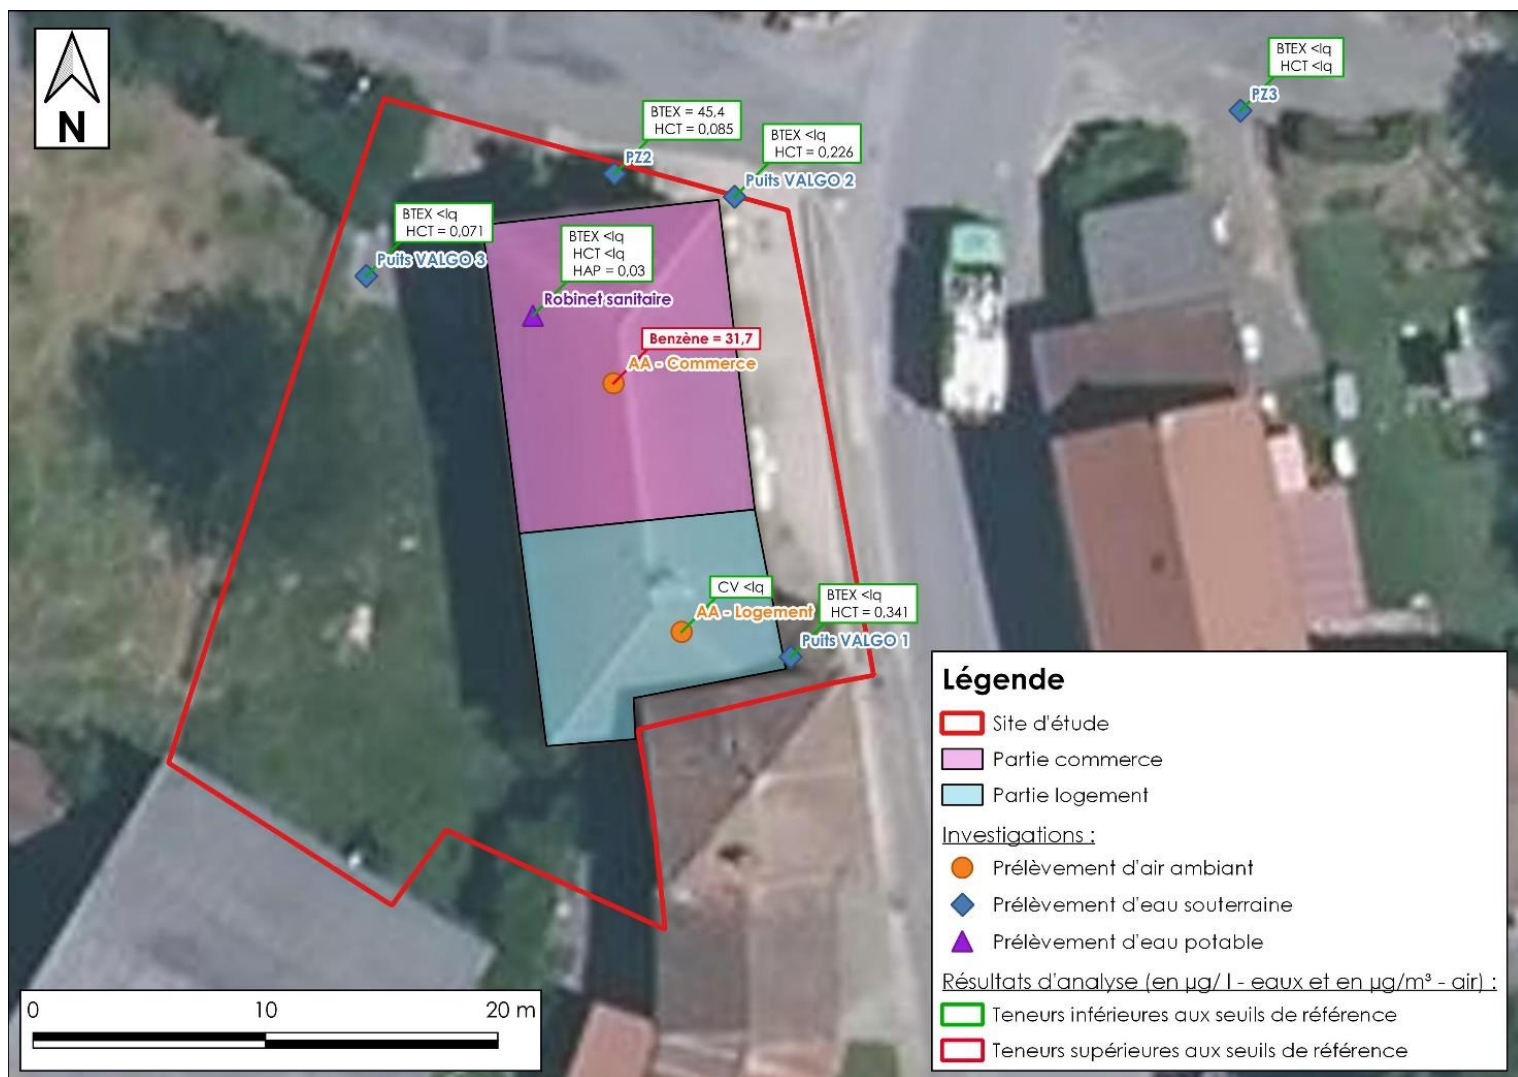 N
BTEX <lq
HCT <lq
PZ3
BTEX = 45,4
HCT = 0,085
PZ2
BTEX <lq
HCT = 0,226
Puits VALGO 2
BTEX <lq
HCT = 0,071
Puits VALGO 3
BTEX <lq
HCT <lq
HAP = 0,03
Robinet sanitaire
Benzène = 31,7
AA - Commerce
CV <lq
AA - Logement
BTEX <lq
HCT = 0,341
Puits VALGO 1
Légende
Site d'étude
Partie commerce
Partie logement
Investigations :
Prélèvement d'air ambiant
Prélèvement d'eau souterraine
Prélèvement d'eau potable
Résultats d'analyse (en µg/ l - eaux et en µg/m³ - air) :
Teneurs inférieures aux seuils de référence
Teneurs supérieures aux seuils de référence
0 10 20 m